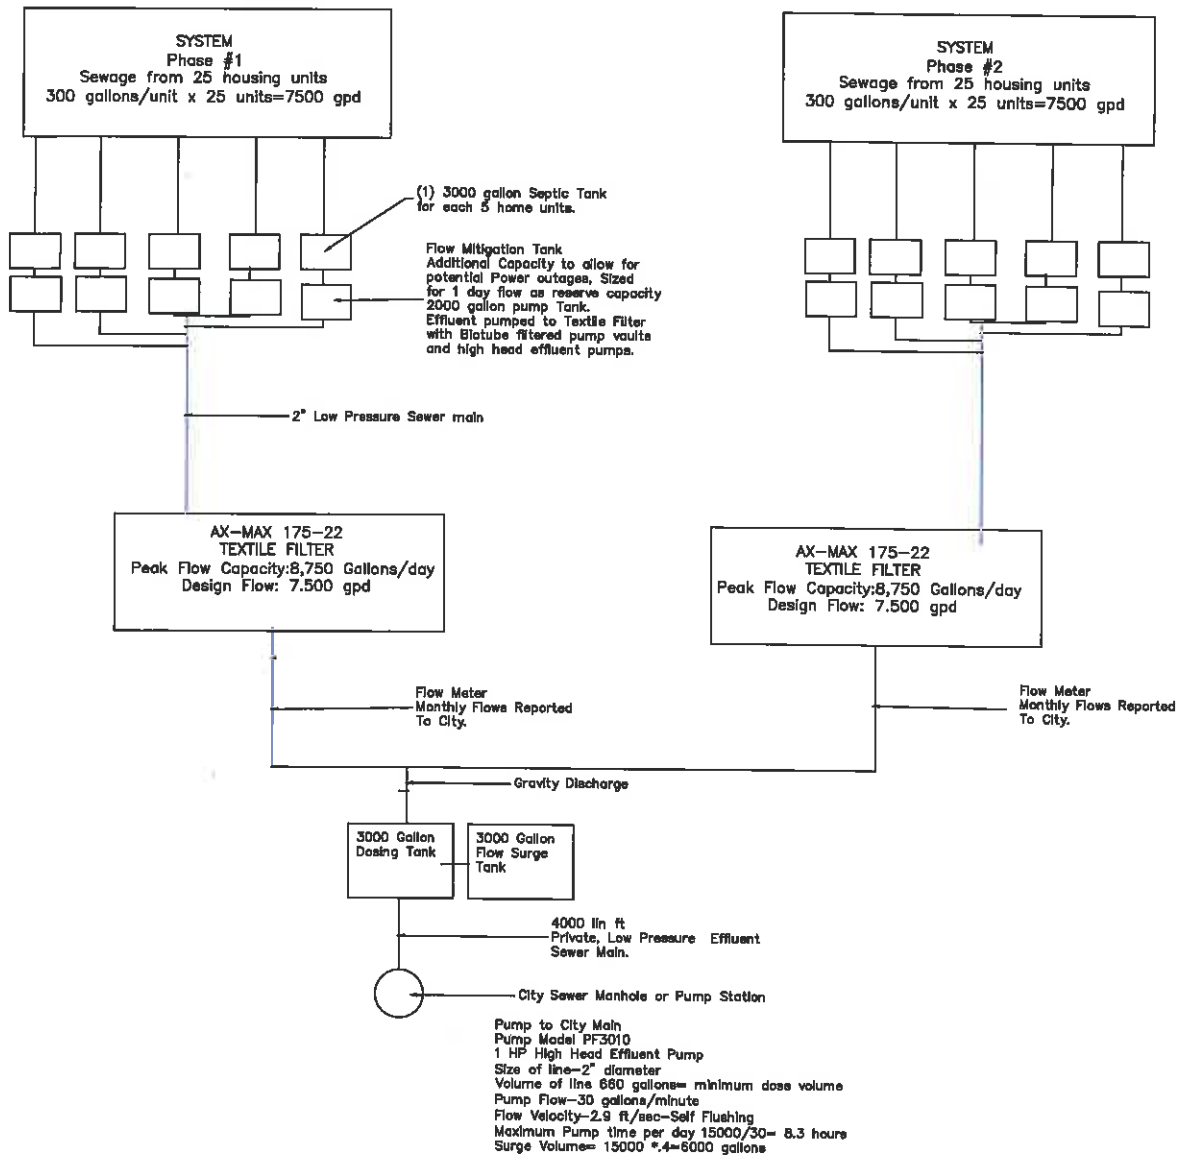 SYSTEM
Phase #1
Sewage from 25 housing units
300 gallons/unit x 25 units=7500 gpd
SYSTEM
Phase #2
Sewage from 25 housing units
300 gallons/unit x 25 units=7500 gpd
(1) 3000 gallon Septic Tank
for each 5 home units.
Flow Mitigation Tank
Additional Capacity to allow for
potential Power outages, Sized
for 1 day flow as reserve capacity
2000 gallon pump Tank.
Effluent pumped to Textile Filter
with Biotube filtered pump vaults
and high head effluent pumps.
2" Low Pressure Sewer main
AX-MAX 175-22
TEXTILE FILTER
Peak Flow Capacity:8,750 Gallons/day
Design Flow: 7.500 gpd
AX-MAX 175-22
TEXTILE FILTER
Peak Flow Capacity:8,750 Gallons/day
Design Flow: 7.500 gpd
Flow Meter
Monthly Flows Reported
To City.
Flow Meter
Monthly Flows Reported
To City.
Gravity Discharge
3000 Gallon
Dosing Tank
3000 Gallon
Flow Surge
Tank
4000 lin ft
Private, Low Pressure Effluent
Sewer Main.
City Sewer Manhole or Pump Station
Pump to City Main
Pump Model PF3010
1 HP High Head Effluent Pump
Size of line-2" diameter
Volume of line 660 gallons= minimum dose volume
Pump Flow-30 gallons/minute
Flow Velocity-2.9 ft/sec-Self Flushing
Maximum Pump time per day 15000/30= 8.3 hours
Surge Volume= 15000 *.4=6000 gallons